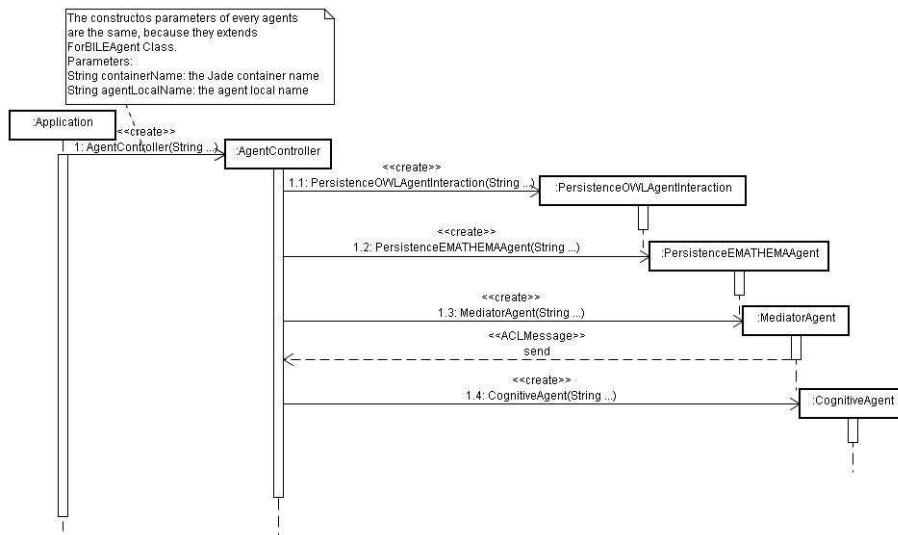 The constructos parameters of every agents
are the same, because they extends
ForBILEAgent Class.
Parameters:
String containerName: the Jade container name
String agentLocalName: the agent local name
:Application
<<create>>
1: AgentController(String ...)
:AgentController
<<create>>
1.1: PersistenceOWLAgentInteraction(String ...)
:PersistenceOWLAgentInteraction
<<create>>
1.2: PersistenceEMATHEMAAgent(String ...)
:PersistenceEMATHEMAAgent
<<create>>
1.3: MediatorAgent(String ...)
:MediatorAgent
<<ACLMessage>>
send
<<create>>
1.4: CognitiveAgent(String ...)
:CognitiveAgent